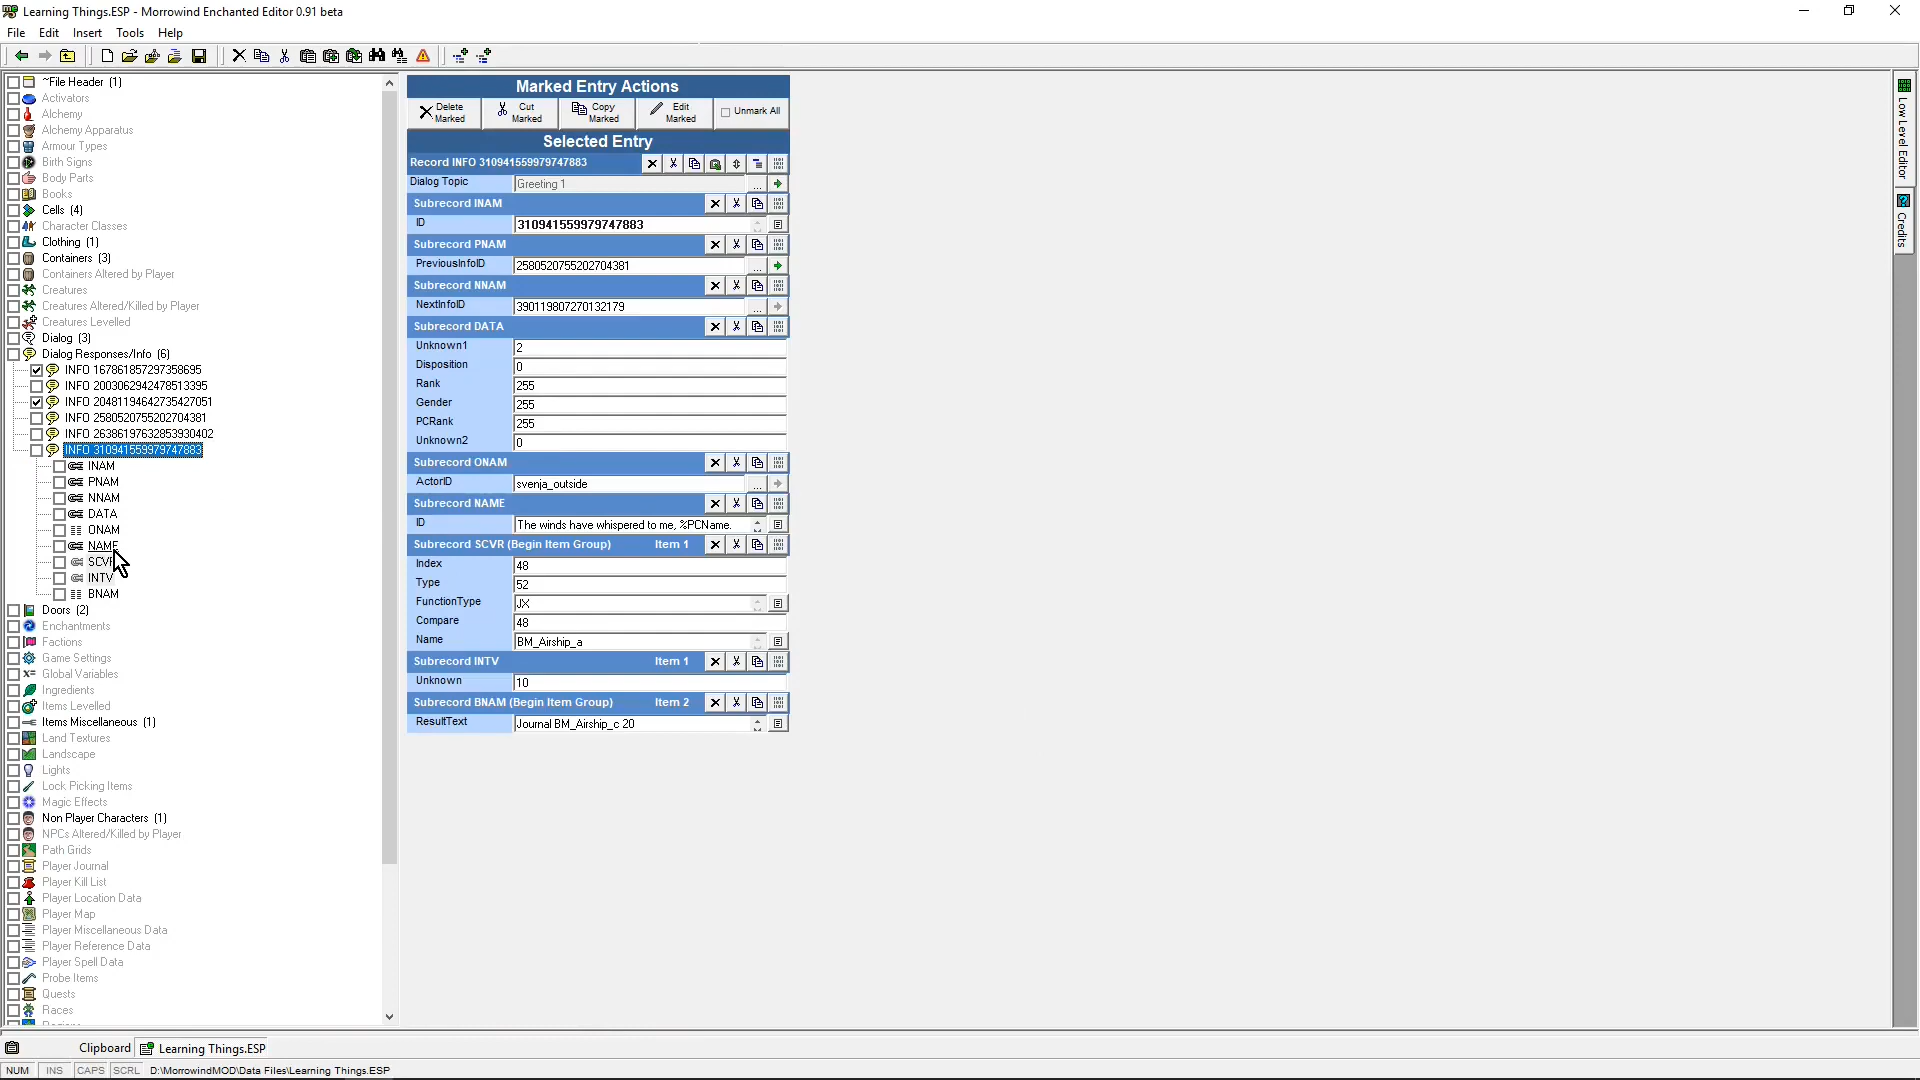 Learning Things.ESP - Morrowind Enchanted Editor 0.91 beta
File Edit Insert Tools Help
~File Header (1)
Activators
Alchemy
Alchemy Apparatus
Armour Types
Birth Signs
Body Parts
Books
Cells (4)
Character Classes
Clothing (1)
Containers (3)
Containers Altered by Player
Creatures
Creatures Altered/Killed by Player
Creatures Levelled
Dialog (3)
Dialog Responses/Info (6)
INFO 167861857297358695
INFO 2003062942478513395
INFO 20481194642735427051
INFO 2580520755202704381
INFO 26386197632853930402
INFO 310941559979747883
INAM
PNAM
NNAM
DATA
ONAM
NAME
SCVR
INTV
BNAM
Doors (2)
Enchantments
Factions
Game Settings
Global Variables
Ingredients
Items Levelled
Items Miscellaneous (1)
Land Textures
Landscape
Lights
Lock Picking Items
Magic Effects
Non Player Characters (1)
NPCs Altered/Killed by Player
Path Grids
Player Journal
Player Kill List
Player Location Data
Player Map
Player Miscellaneous Data
Player Reference Data
Player Spell Data
Probe Items
Quests
Races
Marked Entry Actions
Delete Marked
Cut Marked
Copy Marked
Edit Marked
Unmark All
Selected Entry
Record INFO 310941559979747883
Dialog Topic Greeting 1 ...
Subrecord INAM
ID 310941559979747883
Subrecord PNAM
PreviousInfoID 2580520755202704381 ...
Subrecord NNAM
NextInfoID 390119807270132179 ...
Subrecord DATA
Unknown1 2
Disposition 0
Rank 255
Gender 255
PCRank 255
Unknown2 0
Subrecord ONAM
ActorID svenja_outside ...
Subrecord NAME
ID The winds have whispered to me, %PCName.
Subrecord SCVR (Begin Item Group) Item 1
Index 48
Type 52
FunctionType JX
Compare 48
Name BM_Airship_a
Subrecord INTV Item 1
Unknown 10
Subrecord BNAM (Begin Item Group) Item 2
ResultText Journal BM_Airship_c 20
Low Level Editor
Credits
Clipboard Learning Things.ESP
NUM INS CAPS SCRL D:\MorrowindMOD\Data Files\Learning Things.ESP